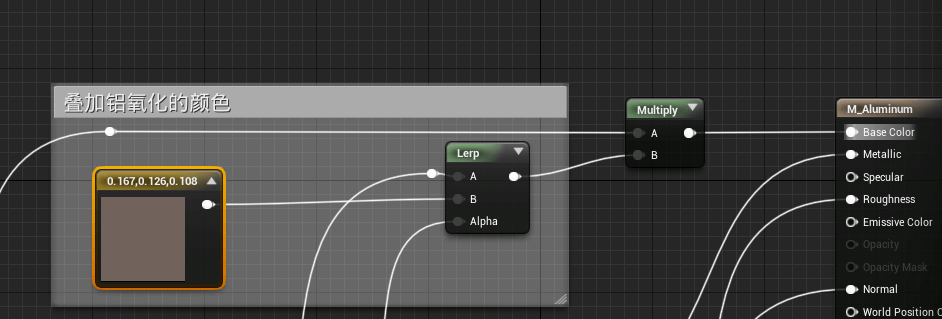 叠加铝氧化的颜色
Multiply
A
B
M_Aluminum
Base Color
Metallic
Specular
Roughness
Emissive Color
Opacity
Opacity Mask
Normal
World Position
Lerp
A
B
Alpha
0.167,0.126,0.108